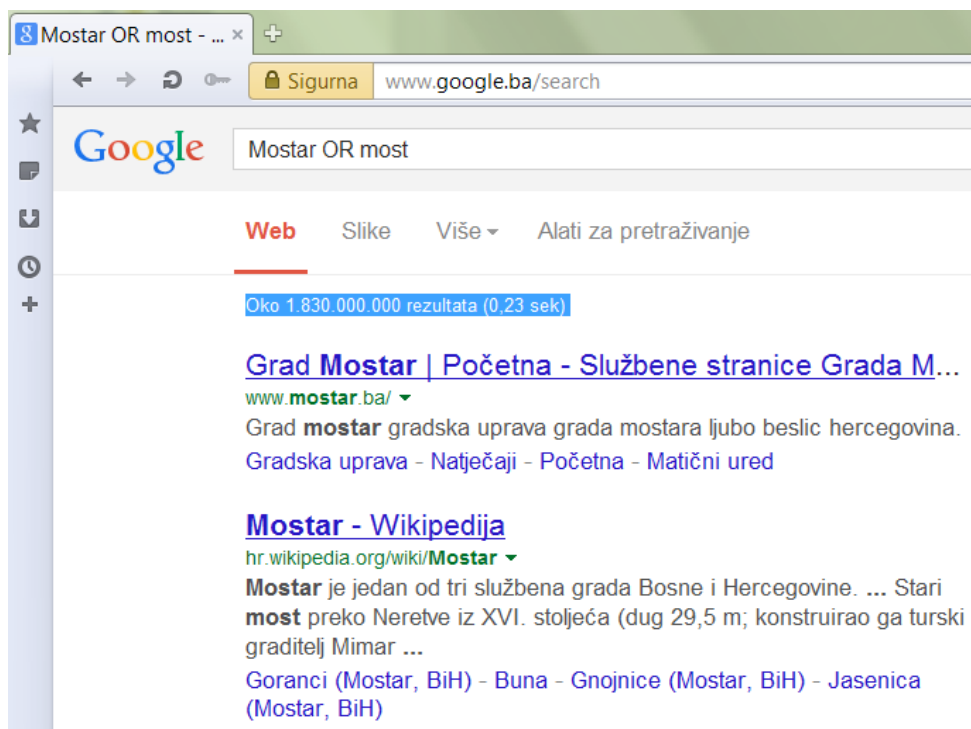 Mostar OR most - ...
Sigurna www.google.ba/search
Google Mostar OR most
Web Slike Više Alati za pretraživanje
Oko 1.830.000.000 rezultata (0,23 sek)
Grad Mostar | Početna - Službene stranice Grada M...
www.mostar.ba/
Grad mostar gradska uprava grada mostara ljubo beslic hercegovina.
Gradska uprava - Natječaji - Početna - Matični ured
Mostar - Wikipedija
hr.wikipedia.org/wiki/Mostar
Mostar je jedan od tri službena grada Bosne i Hercegovine. ... Stari
most preko Neretve iz XVI. stoljeća (dug 29,5 m; konstruirao ga turski
graditelj Mimar ...
Goranci (Mostar, BiH) - Buna - Gnojnice (Mostar, BiH) - Jasenica
(Mostar, BiH)